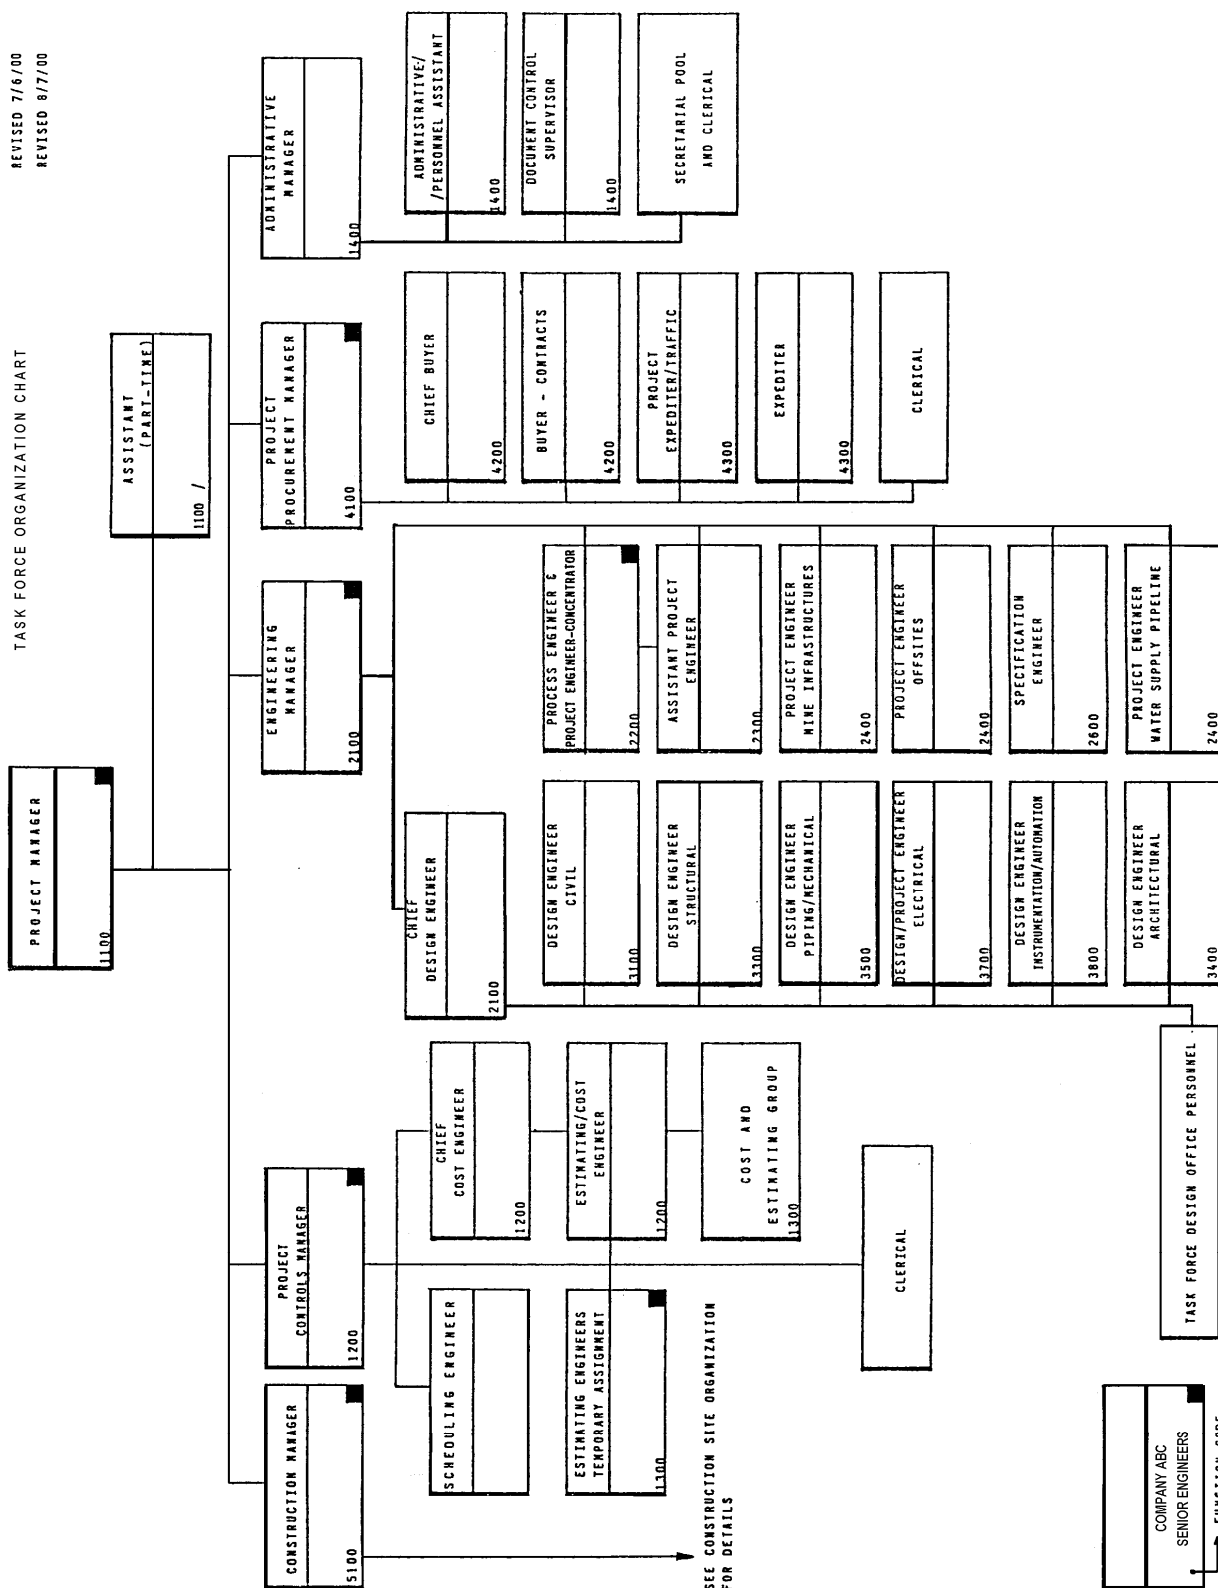 TASK FORCE ORGANIZATION CHART
REVISED 7/6/00
REVISED 8/7/00
PROJECT MANAGER
1100
ASSISTANT
(PART-TIME)
1100 /
CONSTRUCTION MANAGER
5100
PROJECT
CONTROLS MANAGER
1200
ENGINEERING
MANAGER
2100
PROJECT
PROCUREMENT MANAGER
4100
ADMINISTRATIVE
MANAGER
1400
SEE CONSTRUCTION SITE ORGANIZATION
FOR DETAILS
SCHEDULING ENGINEER
CHIEF
COST ENGINEER
1200
ESTIMATING ENGINEERS
TEMPORARY ASSIGNMENT
1300
ESTIMATING/COST
ENGINEER
1200
COST AND
ESTIMATING GROUP
1300
CLERICAL
CHIEF
DESIGN ENGINEER
2100
DESIGN ENGINEER
CIVIL
3100
DESIGN ENGINEER
STRUCTURAL
3300
DESIGN ENGINEER
PIPING/MECHANICAL
3500
DESIGN/PROJECT ENGINEER
ELECTRICAL
3700
DESIGN ENGINEER
INSTRUMENTATION/AUTOMATION
3800
DESIGN ENGINEER
ARCHITECTURAL
3400
TASK FORCE DESIGN OFFICE PERSONNEL
PROCESS ENGINEER &
PROJECT ENGINEER-CONCENTRATOR
2200
ASSISTANT PROJECT
ENGINEER
2300
PROJECT ENGINEER
MINE INFRASTRUCTURES
2400
PROJECT ENGINEER
OFFSITES
2400
SPECIFICATION
ENGINEER
2600
PROJECT ENGINEER
WATER SUPPLY PIPELINE
2400
CHIEF BUYER
4200
BUYER - CONTRACTS
4200
PROJECT
EXPEDITER/TRAFFIC
4300
EXPEDITER
4300
CLERICAL
ADMINISTRATIVE/
/PERSONNEL ASSISTANT
1400
DOCUMENT CONTROL
SUPERVISOR
1400
SECRETARIAL POOL
AND CLERICAL
COMPANY ABC
SENIOR ENGINEERS
FUNCTION CODE